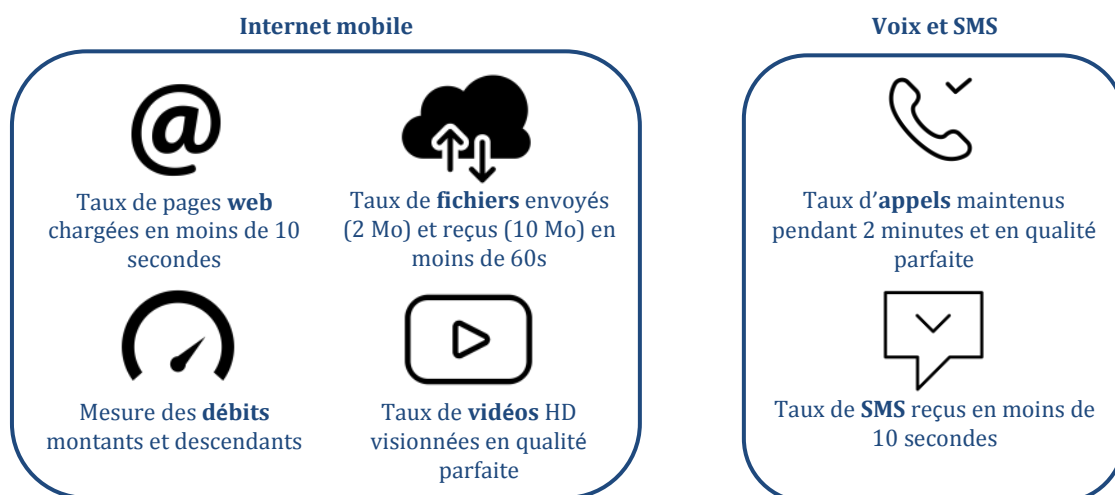 Internet mobile
Taux de pages web
chargées en moins de 10
secondes
Taux de fichiers envoyés
(2 Mo) et reçus (10 Mo) en
moins de 60s
Mesure des débits
montants et descendants
Taux de vidéos HD
visionnées en qualité
parfaite
Voix et SMS
Taux d'appels maintenus
pendant 2 minutes et en qualité
parfaite
Taux de SMS reçus en moins de
10 secondes